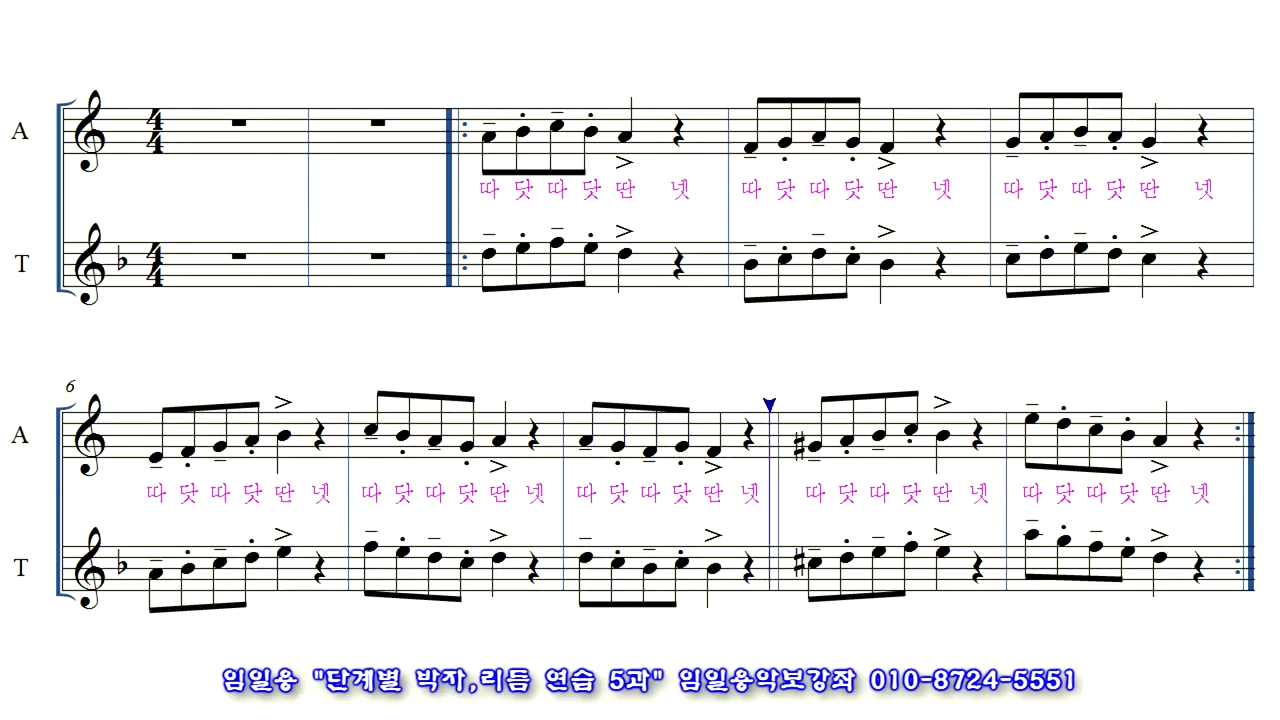 A
따 닷 따 닷 딴 넷 따 닷 따 닷 딴 넷 따 닷 따 닷 딴 넷
T
6
A
따 닷 따 닷 딴 넷 따 닷 따 닷 딴 넷 따 닷 따 닷 딴 넷 따 닷 따 닷 딴 넷 따 닷 따 닷 딴 넷
T
임일용 "단계별 박자,리듬 연습 5과" 임일용악보강좌 010-8724-5551